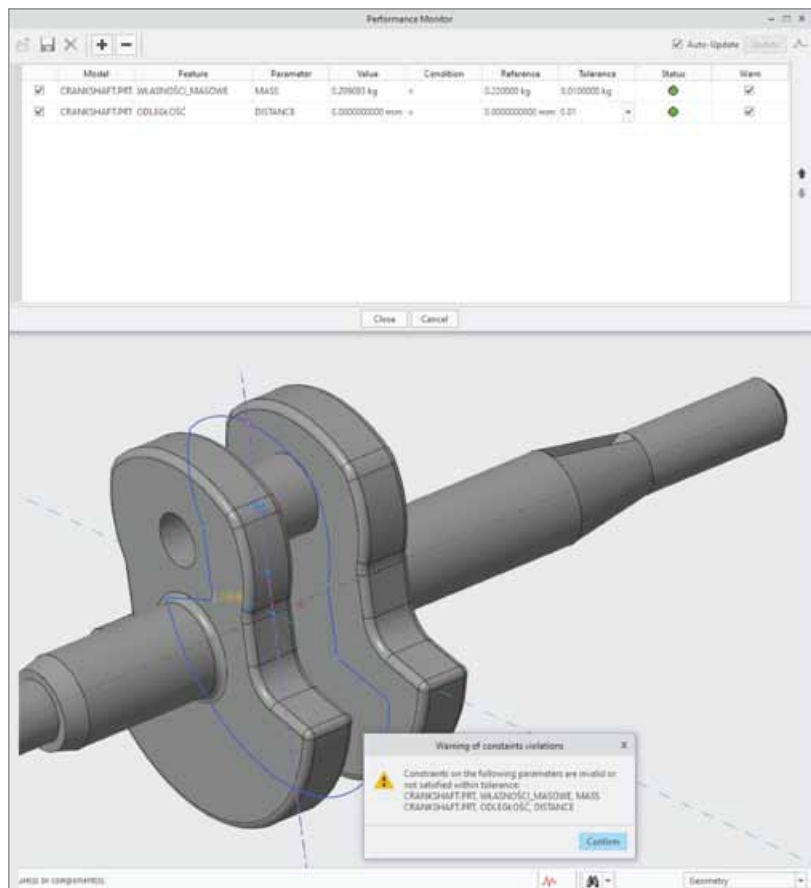 Performance Monitor
Auto-Update Update
Model Feature Parameter Value Condition Reference Tolerance Status Warn
CRANKSHAFT.PRT WŁASNOŚCI_MASOWE MASS kg 0.220000 kg 0.0100000 kg
CRANKSHAFT.PRT ODLEGŁOŚĆ DISTANCE 0.0000000000 mm 0.0000000000 mm 0.01
Close Cancel
Warning of constaints violations X
Constraints on the following parameters are invalid or
not satisfied within tolerance:
CRANKSHAFT.PRT, WŁASNOŚCI_MASOWE, MASS
CRANKSHAFT.PRT, ODLEGŁOŚĆ, DISTANCE
Confirm
component(s). Geometry